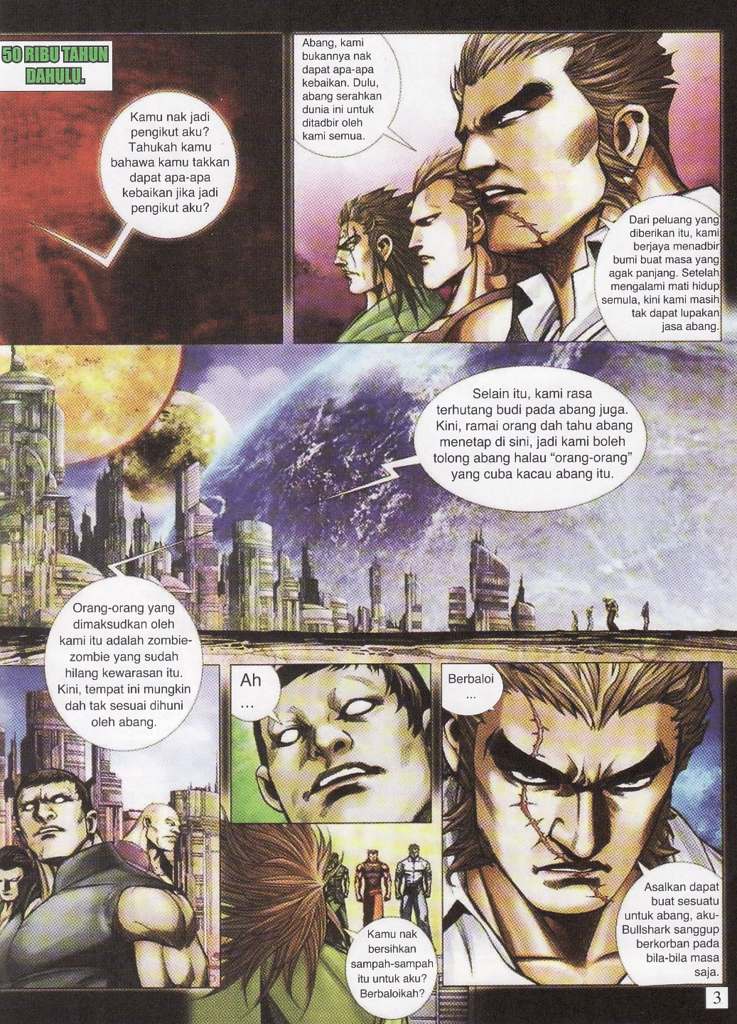 50 RIBU TAHUN
DAHULU.
Kamu nak jadi
pengikut aku?
Tahukah kamu
bahawa kamu takkan
dapat apa-apa
kebaikan jika jadi
pengikut aku?
Abang, kami
bukannya nak
dapat apa-apa
kebaikan. Dulu,
abang serahkan
dunia ini untuk
ditadbir oleh
kami semua.
Dari peluang yang
diberikan itu, kami
berjaya menadbir
bumi buat masa yang
agak panjang. Setelah
mengalami mati hidup
semula, kini kami masih
tak dapat lupakan
jasa abang.
Selain itu, kami rasa
terhutang budi pada abang juga.
Kini, ramai orang dah tahu abang
menetap di sini, jadi kami boleh
tolong abang halau "orang-orang"
yang cuba kacau abang itu.
Orang-orang yang
dimaksudkan oleh
kami itu adalah zombie-
zombie yang sudah
hilang kewarasan itu.
Kini, tempat ini mungkin
dah tak sesuai dihuni
oleh abang.
Ah
...
Kamu nak
bersihkan
sampah-sampah
itu untuk aku?
Berbaloikah?
Berbaloi
...
Asalkan dapat
buat sesuatu
untuk abang, aku-
Bullshark sanggup
berkorban pada
bila-bila masa
saja.
3